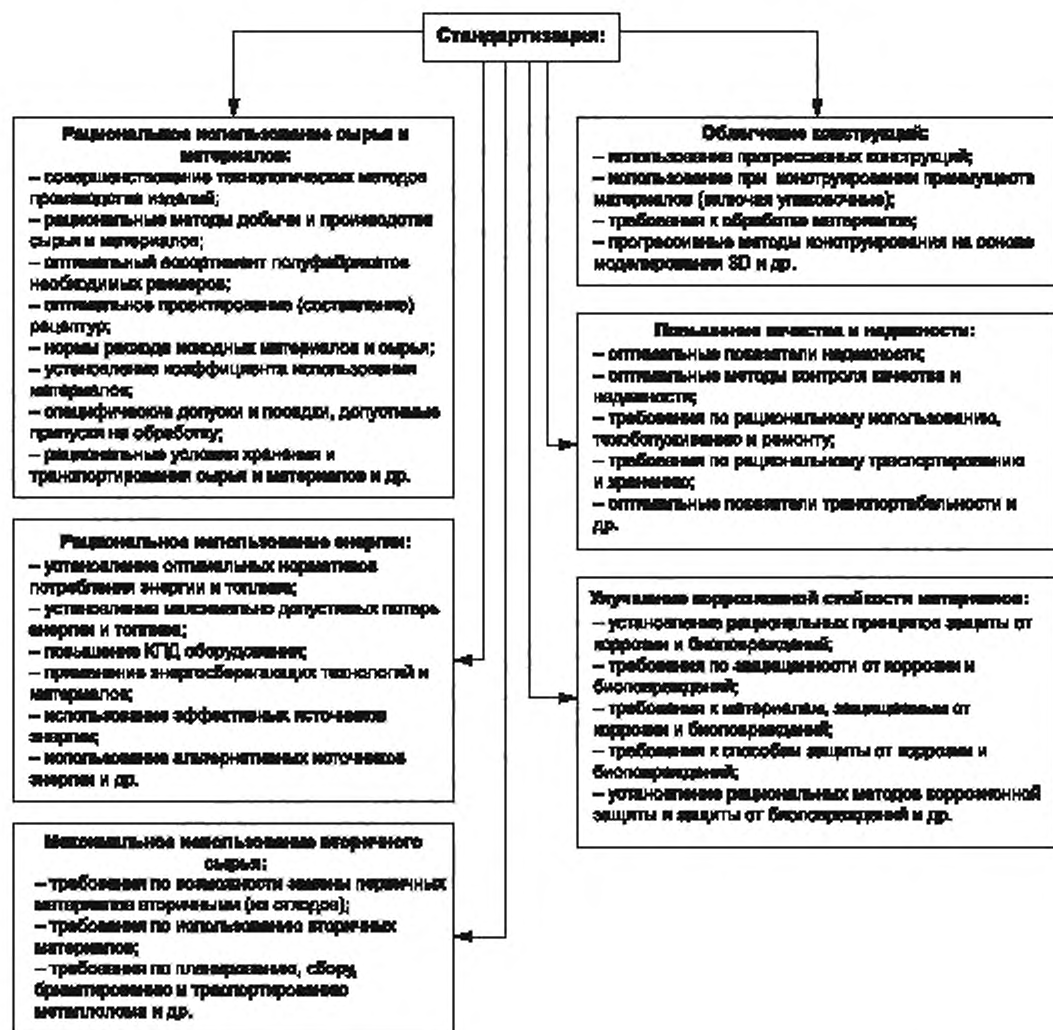 Стандартизация:
Рациональное использование сырья и
материалов:
– совершенствование технологических методов
производства изделий;
– рациональные методы добычи и производства
сырья и материалов;
– оптимальный ассортимент полуфабрикатов
необходимых размеров;
– оптимальное проектирование (составление)
рецептур;
– нормы расхода исходных материалов и сырья;
– установление коэффициента использования
материалов;
– специфические допуски и посадки, допустимые
припуски на обработку;
– рациональные условия хранения и
транспортирования сырья и материалов и др.
Рациональное использование энергии:
– установление оптимальных нормативов
потребления энергии и топлива;
– установление максимально допустимых потерь
энергии и топлива;
– повышение КПД оборудования;
– применение энергосберегающих технологий и
материалов;
– использование эффективных источников
энергии;
– использование альтернативных источников
энергии и др.
Максимальное использование вторичного
сырья:
– требования по возможности замены первичных
материалов вторичными (из отходов);
– требования по использованию вторичных
материалов;
– требования по планированию, сбору,
брикетированию и траспортированию
металлолома и др.
Облегчение конструкций:
– использование прогрессивных конструкций;
– использование при конструировании преимуществ
материалов (включая упаковочные);
– требования к обработке материалов;
– прогрессивные методы конструирования на основе
моделирования 3D и др.
Повышение качества и надежности:
– оптимальные показатели надежности;
– оптимальные методы контроля качества и
надежности;
– требования по рациональному использованию,
техобслуживанию и ремонту;
– требования по рациональному траспортированию
и хранению;
– оптимальные показатели транспортабельности и
др.
Улучшение коррозионной стойкости материалов:
– установление рациональных принципов защиты от
коррозии и биоповреждений;
– требования по защищенности от коррозии и
биоповреждений;
– требования к материалам, защищаемым от
коррозии и биоповреждений;
– требования к способам защиты от коррозии и
биоповреждений;
– установление рациональных методов коррозионной
защиты и защиты от биоповреждений и др.